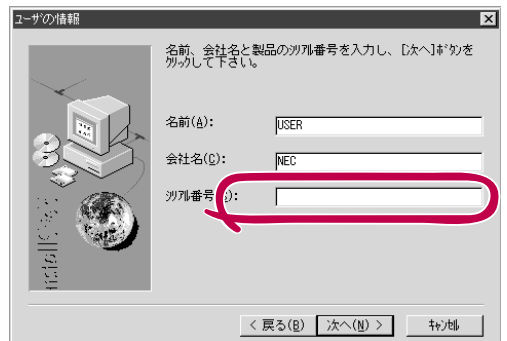 ユーザの情報
名前、会社名と製品のｼﾘｱﾙ番号を入力し、[次へ]ﾎﾞﾀﾝを
ｸﾘｯｸして下さい。
名前(A):
USER
会社名(C):
NEC
ｼﾘｱﾙ番号(S):
< 戻る(B)
次へ(N) >
ｷｬﾝｾﾙ